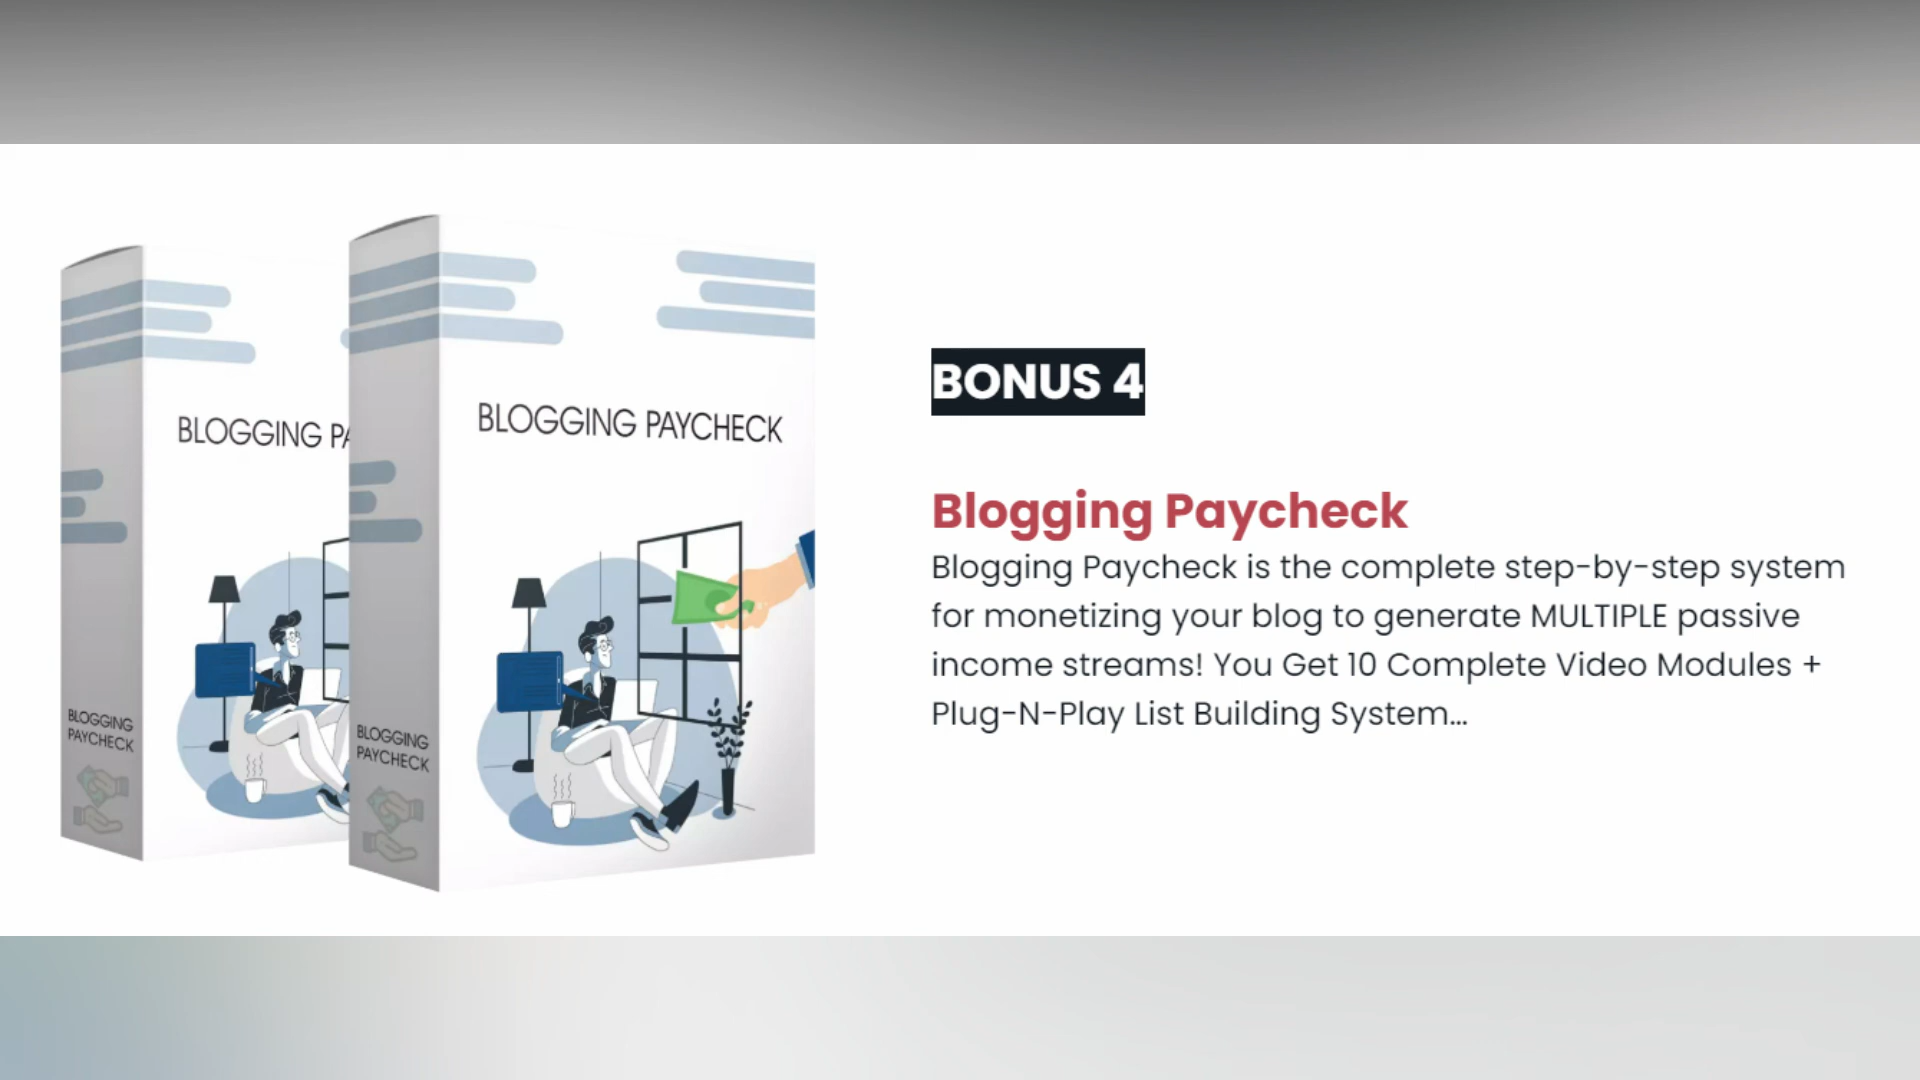 BLOGGING PA
BLOGGING
PAYCHECK
BLOGGING PAYCHECK
BLOGGING
PAYCHECK
BONUS 4
Blogging Paycheck
Blogging Paycheck is the complete step-by-step system
for monetizing your blog to generate MULTIPLE passive
income streams! You Get 10 Complete Video Modules +
Plug-N-Play List Building System...